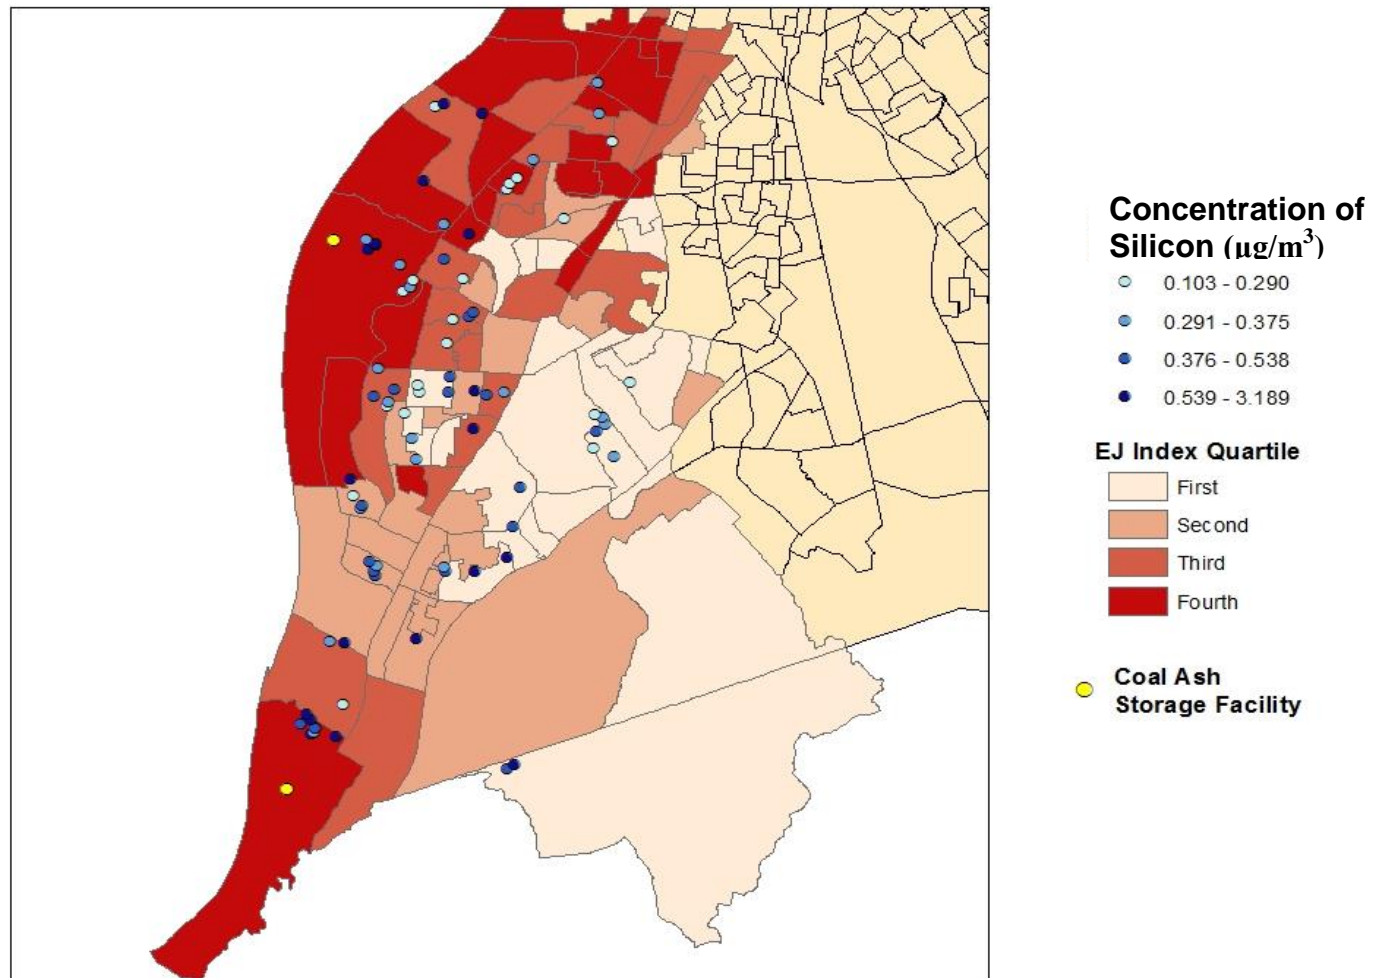 Concentration of
Silicon (µg/m³)
0.103 - 0.290
0.291 - 0.375
0.376 - 0.538
0.539 - 3.189
EJ Index Quartile
First
Second
Third
Fourth
Coal Ash
Storage Facility